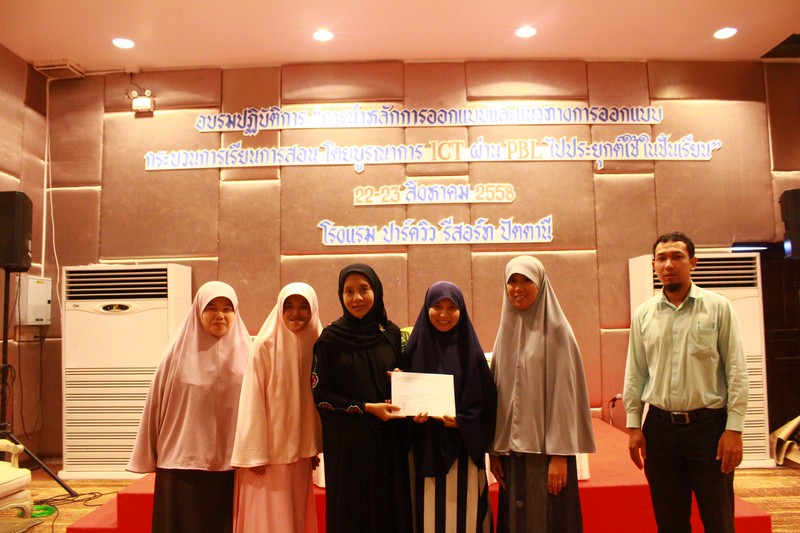 อบรมปฏิบัติการ "การนำหลักการออกแบบและแนวทางการออกแบบ
กระบวนการเรียนการสอน โดยบูรณาการ ICT ผ่าน PBL ไปประยุกต์ใช้ในชั้นเรียน"
22-23 สิงหาคม 2558
โรงแรม ปาร์ควิว รีสอร์ท ปัตตานี